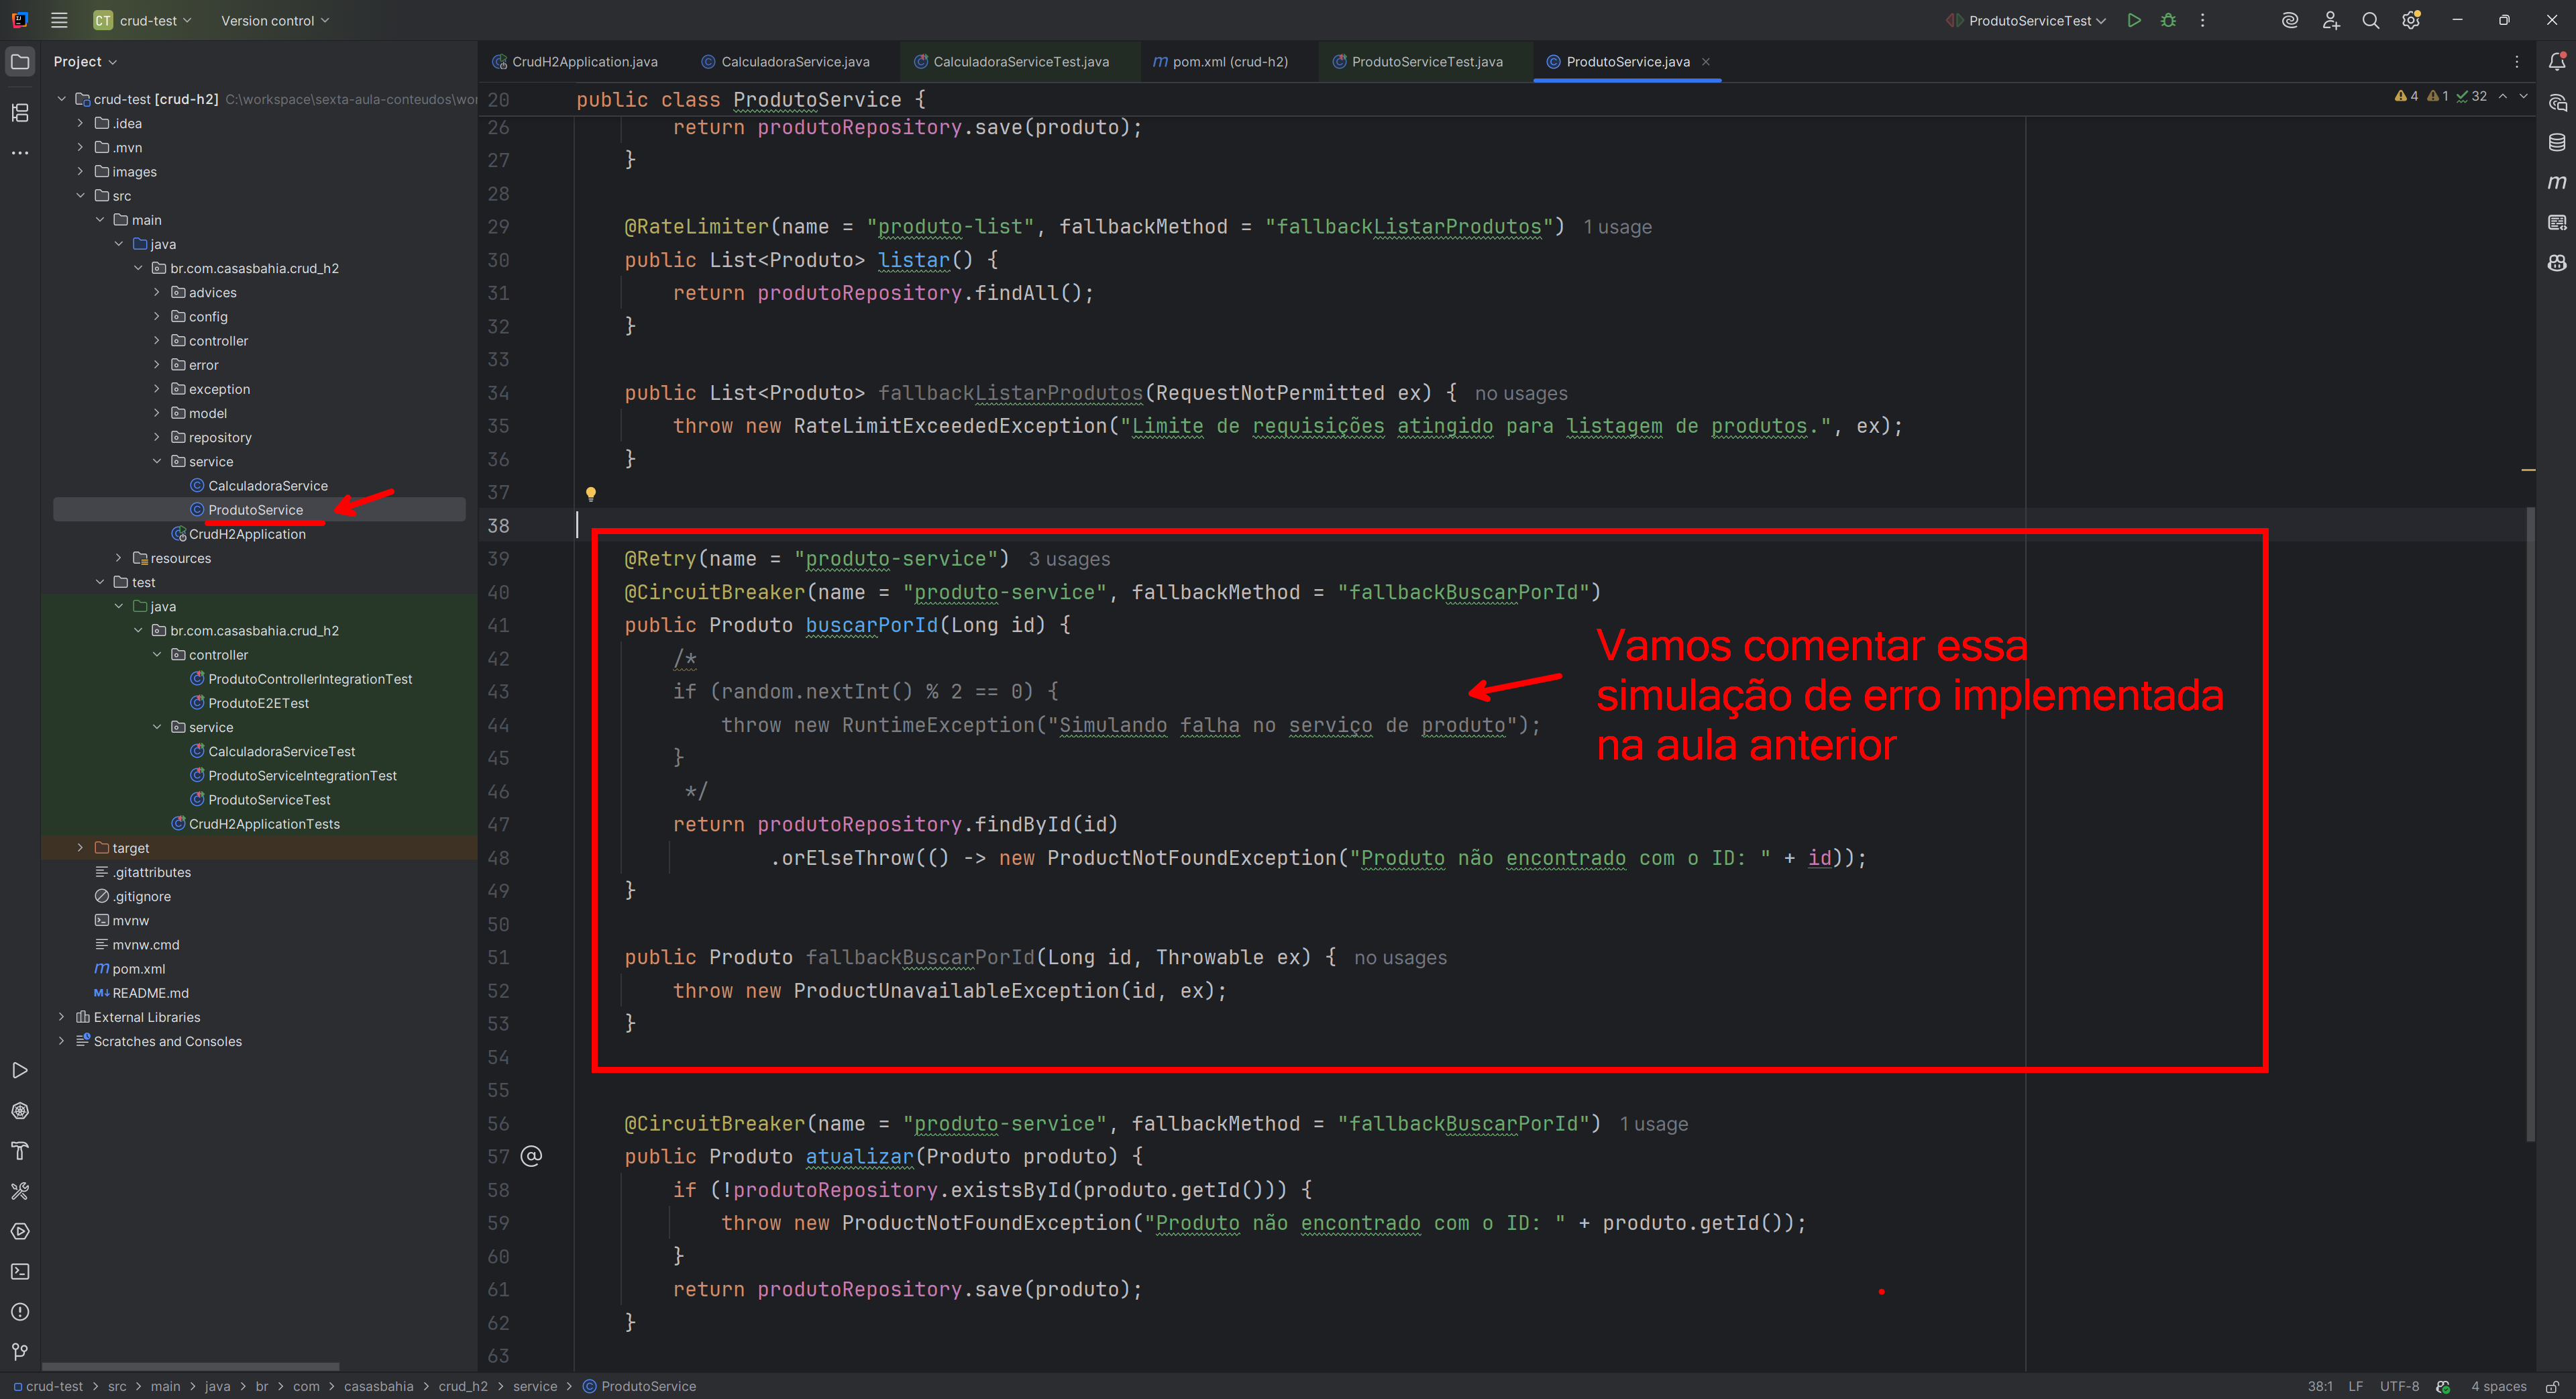 CT crud-test Version control ProdutoServiceTest
Project
CrudH2Application.java CalculadoraService.java CalculadoraServiceTest.java pom.xml (crud-h2) ProdutoServiceTest.java ProdutoService.java
crud-test [crud-h2] C:\workspace\sexta-aula-conteudos\wor
.idea
.mvn
images
src
main
java
br.com.casasbahia.crud_h2
advices
config
controller
error
exception
model
repository
service
CalculadoraService
ProdutoService
CrudH2Application
resources
test
java
br.com.casasbahia.crud_h2
controller
ProdutoControllerIntegrationTest
ProdutoE2ETest
service
CalculadoraServiceTest
ProdutoServiceIntegrationTest
ProdutoServiceTest
CrudH2ApplicationTests
target
.gitattributes
.gitignore
mvnw
mvnw.cmd
pom.xml
README.md
External Libraries
Scratches and Consoles
20 public class ProdutoService {
4 1 32
26 return produtoRepository.save(produto);
27 }
28
29 @RateLimiter(name = "produto-list", fallbackMethod = "fallbackListarProdutos") 1 usage
30 public List<Produto> listar() {
31 return produtoRepository.findAll();
32 }
33
34 public List<Produto> fallbackListarProdutos(RequestNotPermitted ex) { no usages
35 throw new RateLimitExceededException("Limite de requisições atingido para listagem de produtos.", ex);
36 }
37
38
39 @Retry(name = "produto-service") 3 usages
40 @CircuitBreaker(name = "produto-service", fallbackMethod = "fallbackBuscarPorId")
41 public Produto buscarPorId(Long id) {
42 /*
43 if (random.nextInt() % 2 == 0) {
44 throw new RuntimeException("Simulando falha no serviço de produto");
45 }
46 */
47 return produtoRepository.findById(id)
48 .orElseThrow(() -> new ProductNotFoundException("Produto não encontrado com o ID: " + id));
49 }
50
51 public Produto fallbackBuscarPorId(Long id, Throwable ex) { no usages
52 throw new ProductUnavailableException(id, ex);
53 }
54
55
56 @CircuitBreaker(name = "produto-service", fallbackMethod = "fallbackBuscarPorId") 1 usage
57 public Produto atualizar(Produto produto) {
58 if (!produtoRepository.existsById(produto.getId())) {
59 throw new ProductNotFoundException("Produto não encontrado com o ID: " + produto.getId());
60 }
61 return produtoRepository.save(produto);
62 }
63
Vamos comentar essa
simulação de erro implementada
na aula anterior
crud-test > src > main > java > br > com > casasbahia > crud_h2 > service > ProdutoService
38:1 LF UTF-8 4 spaces